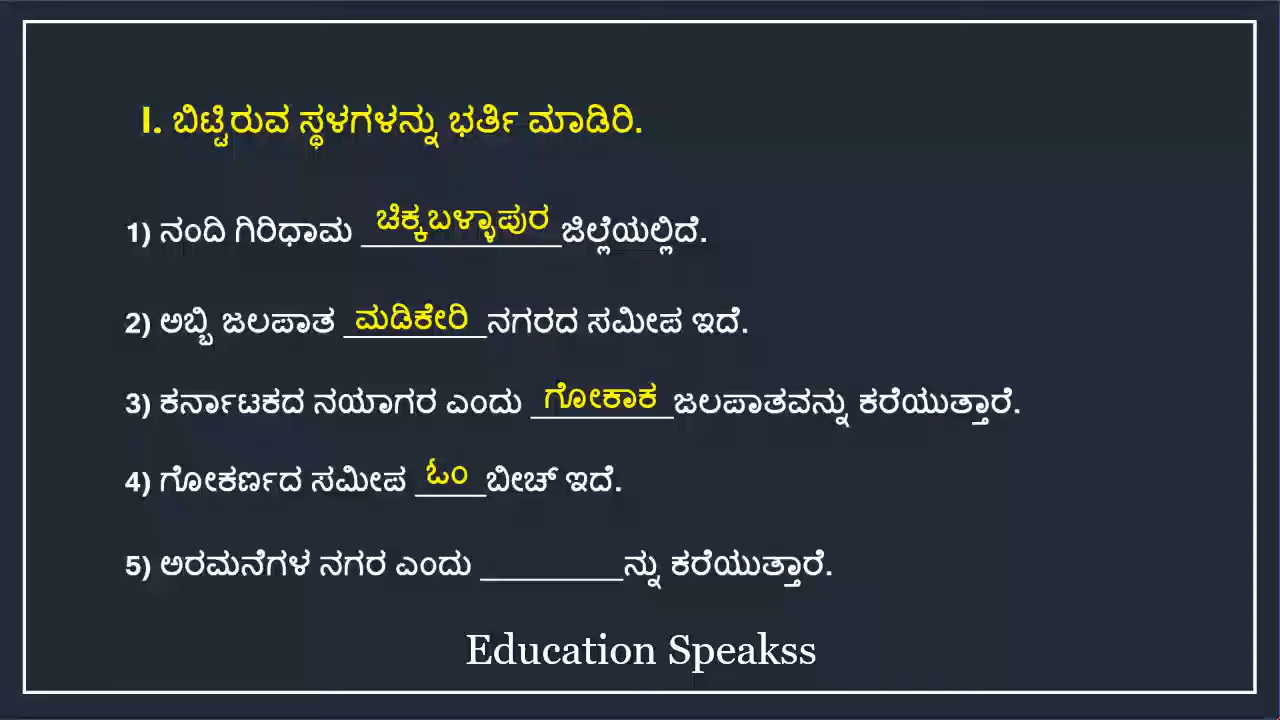 I. ಬಿಟ್ಟಿರುವ ಸ್ಥಳಗಳನ್ನು ಭರ್ತಿ ಮಾಡಿರಿ.
1) ನಂದಿ ಗಿರಿಧಾಮ ಚಿಕ್ಕಬಳ್ಳಾಪುರ ಜಿಲ್ಲೆಯಲ್ಲಿದೆ.
2) ಅಬ್ಬಿ ಜಲಪಾತ ಮಡಿಕೇರಿ ನಗರದ ಸಮೀಪ ಇದೆ.
3) ಕರ್ನಾಟಕದ ನಯಾಗರ ಎಂದು ಗೋಕಾಕ ಜಲಪಾತವನ್ನು ಕರೆಯುತ್ತಾರೆ.
4) ಗೋಕರ್ಣದ ಸಮೀಪ ಓಂ ಬೀಚ್ ಇದೆ.
5) ಅರಮನೆಗಳ ನಗರ ಎಂದು _________ನ್ನು ಕರೆಯುತ್ತಾರೆ.
Education Speakss